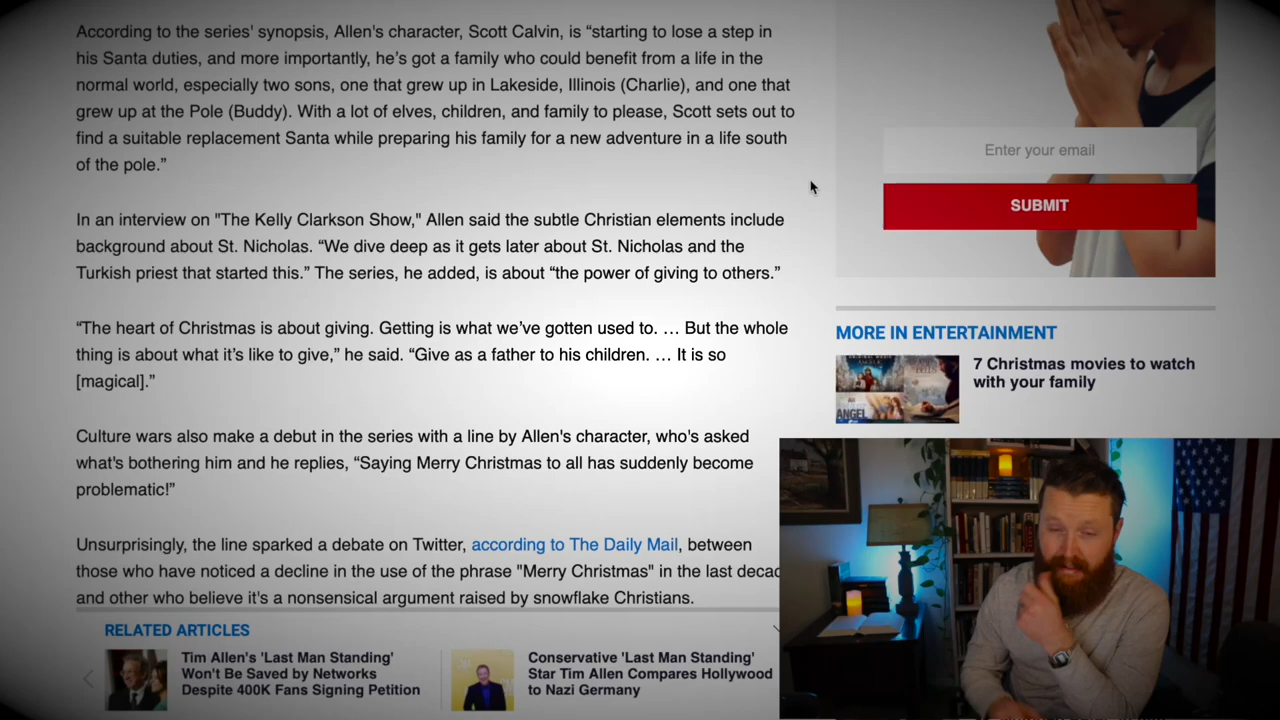 According to the series' synopsis, Allen's character, Scott Calvin, is “starting to lose a step in
his Santa duties, and more importantly, he’s got a family who could benefit from a life in the
normal world, especially two sons, one that grew up in Lakeside, Illinois (Charlie), and one that
grew up at the Pole (Buddy). With a lot of elves, children, and family to please, Scott sets out to
find a suitable replacement Santa while preparing his family for a new adventure in a life south
of the pole.”
In an interview on "The Kelly Clarkson Show," Allen said the subtle Christian elements include
background about St. Nicholas. “We dive deep as it gets later about St. Nicholas and the
Turkish priest that started this.” The series, he added, is about “the power of giving to others.”
“The heart of Christmas is about giving. Getting is what we’ve gotten used to. … But the whole
thing is about what it’s like to give,” he said. “Give as a father to his children. … It is so
[magical].”
Culture wars also make a debut in the series with a line by Allen's character, who's asked
what's bothering him and he replies, “Saying Merry Christmas to all has suddenly become
problematic!”
Unsurprisingly, the line sparked a debate on Twitter, according to The Daily Mail, between
those who have noticed a decline in the use of the phrase "Merry Christmas" in the last decad
and other who believe it's a nonsensical argument raised by snowflake Christians.
RELATED ARTICLES
Tim Allen's 'Last Man Standing'
Won't Be Saved by Networks
Despite 400K Fans Signing Petition
Conservative 'Last Man Standing'
Star Tim Allen Compares Hollywood
to Nazi Germany
Enter your email
SUBMIT
MORE IN ENTERTAINMENT
7 Christmas movies to watch
with your family
ANGEL